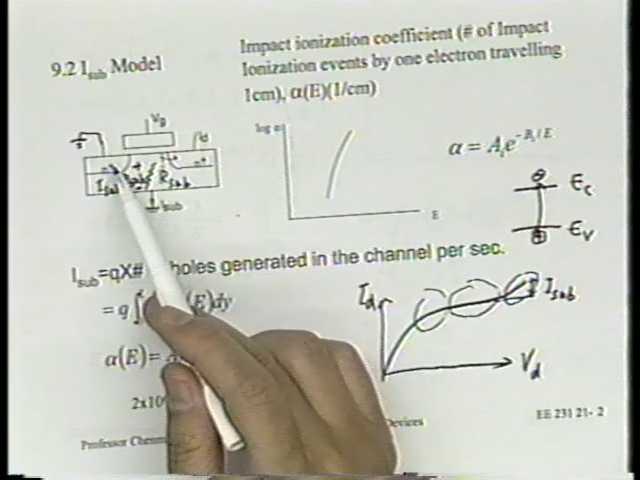 9.2 Isub Model
Impact ionization coefficient (# of Impact
Ionization events by one electron travelling
1cm), α(E)(1/cm)
Vg
Id
Isub
Rsub
Isub
log α
E
α = Aᵢe^(-Bᵢ/E)
Ec
Ev
Isub=qX# holes generated in the channel per sec.
= q∫ (E)dy
α(E)=
2x10
Id
Isub
Vd
Professor
EE 231 21- 2